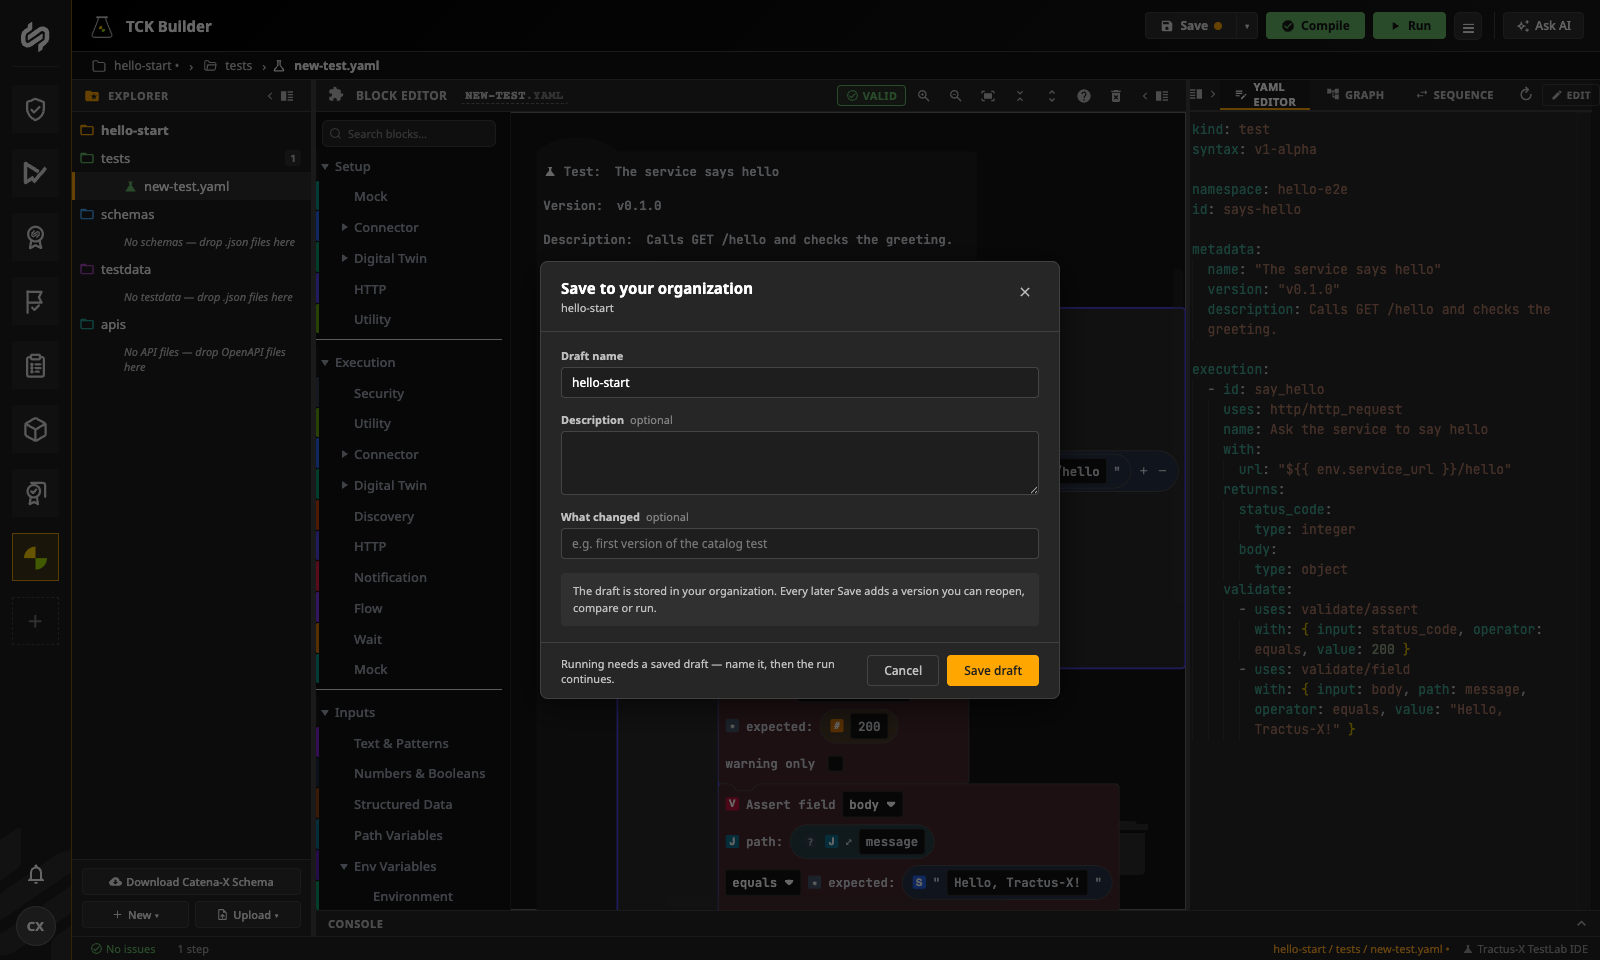 TCK Builder
Save
Compile
Run
Ask AI
hello-start • › tests › new-test.yaml
EXPLORER
BLOCK EDITOR NEW-TEST.YAML
VALID
YAML EDITOR
GRAPH
SEQUENCE
EDIT
hello-start
tests 1
new-test.yaml
schemas
No schemas — drop .json files here
testdata
No testdata — drop .json files here
apis
No API files — drop OpenAPI files
here
Download Catena-X Schema
+ New
Upload
CX
Search blocks...
Setup
Mock
Connector
Digital Twin
HTTP
Utility
Execution
Security
Utility
Connector
Digital Twin
Discovery
HTTP
Notification
Flow
Wait
Mock
Inputs
Text & Patterns
Numbers & Booleans
Structured Data
Path Variables
Env Variables
Environment
Test: The service says hello
Version: v0.1.0
Description: Calls GET /hello and checks the greeting.
/hello " + −
expected: # 200
warning only
V Assert field body
J path: ? J message
equals expected: S " Hello, Tractus-X! "
Save to your organization
hello-start
Draft name
hello-start
Description optional
What changed optional
e.g. first version of the catalog test
The draft is stored in your organization. Every later Save adds a version you can reopen,
compare or run.
Running needs a saved draft — name it, then the run
continues.
Cancel
Save draft
kind: test
syntax: v1-alpha
namespace: hello-e2e
id: says-hello
metadata:
name: "The service says hello"
version: "v0.1.0"
description: Calls GET /hello and checks the
greeting.
execution:
- id: say_hello
uses: http/http_request
name: Ask the service to say hello
with:
url: "${{ env.service_url }}/hello"
returns:
status_code:
type: integer
body:
type: object
validate:
- uses: validate/assert
with: { input: status_code, operator:
equals, value: 200 }
- uses: validate/field
with: { input: body, path: message,
operator: equals, value: "Hello,
Tractus-X!" }
CONSOLE
No issues
1 step
hello-start / tests / new-test.yaml •
Tractus-X TestLab IDE